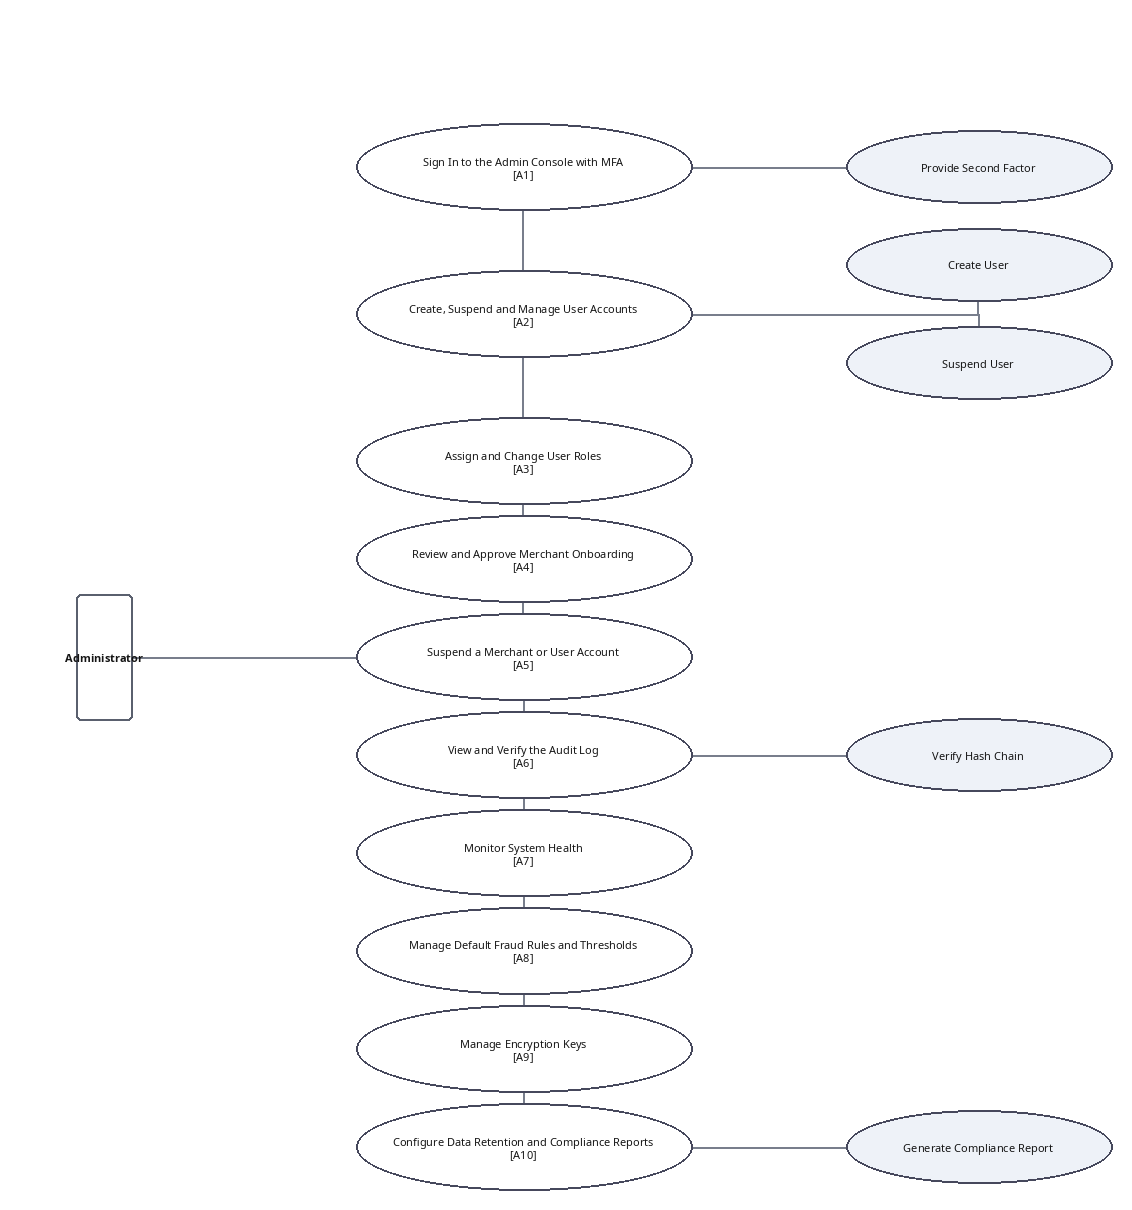 Sign In to the Admin Console with MFA
[A1]
Provide Second Factor
Create User
Create, Suspend and Manage User Accounts
[A2]
Suspend User
Assign and Change User Roles
[A3]
Review and Approve Merchant Onboarding
[A4]
Administrator
Suspend a Merchant or User Account
[A5]
View and Verify the Audit Log
[A6]
Verify Hash Chain
Monitor System Health
[A7]
Manage Default Fraud Rules and Thresholds
[A8]
Manage Encryption Keys
[A9]
Configure Data Retention and Compliance Reports
[A10]
Generate Compliance Report